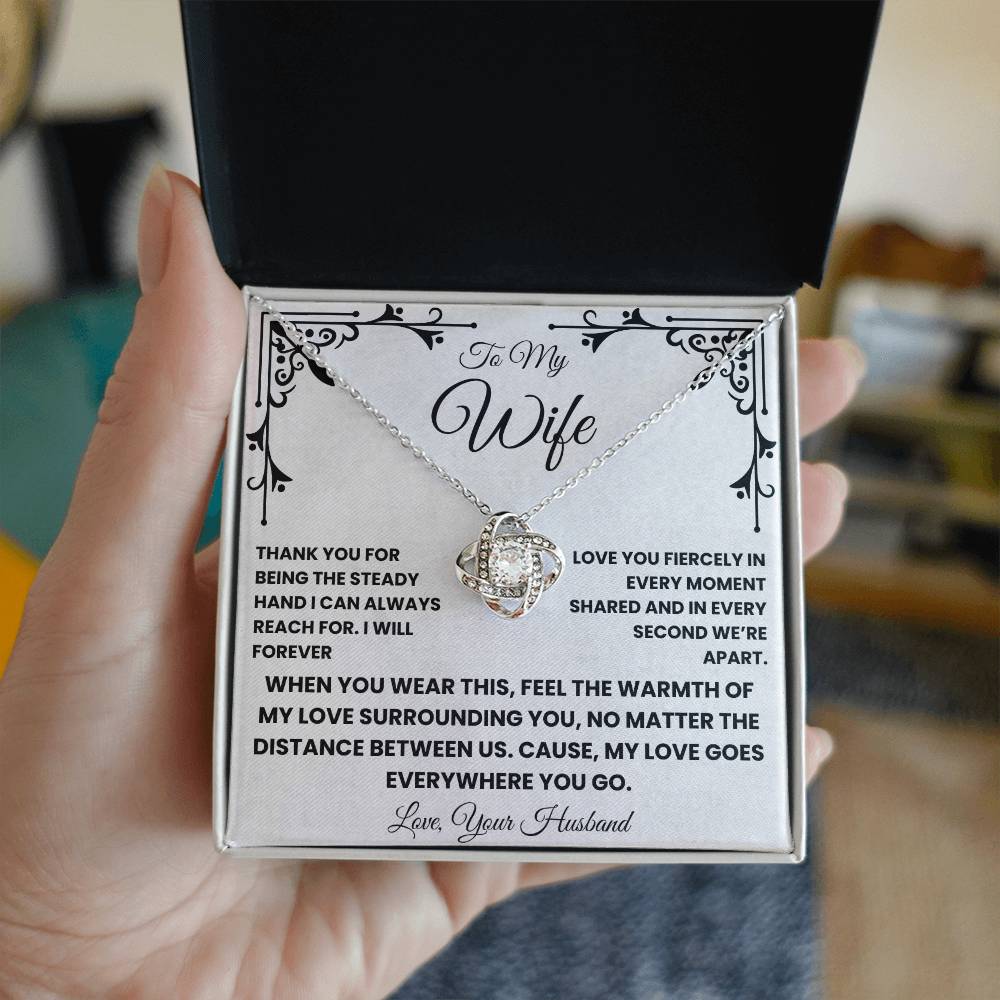 To My
Wife
THANK YOU FOR
BEING THE STEADY
HAND I CAN ALWAYS
REACH FOR. I WILL
FOREVER
LOVE YOU FIERCELY IN
EVERY MOMENT
SHARED AND IN EVERY
SECOND WE'RE
APART.
WHEN YOU WEAR THIS, FEEL THE WARMTH OF
MY LOVE SURROUNDING YOU, NO MATTER THE
DISTANCE BETWEEN US. CAUSE, MY LOVE GOES
EVERYWHERE YOU GO.
Love, Your Husband